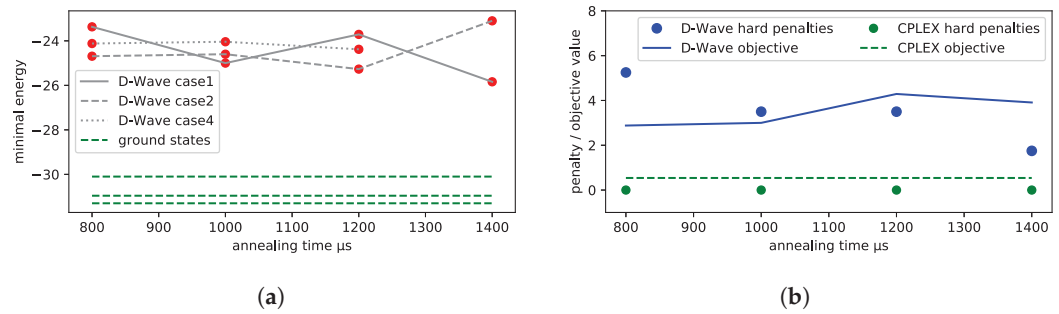 −24
−26
−28
−30
minimal energy
D-Wave case1
D-Wave case2
D-Wave case4
ground states
800 900 1000 1100 1200 1300 1400
annealing time µs
(a)
8
6
4
2
0
penalty / objective value
D-Wave hard penalties
D-Wave objective
CPLEX hard penalties
CPLEX objective
800 900 1000 1100 1200 1300 1400
annealing time µs
(b)